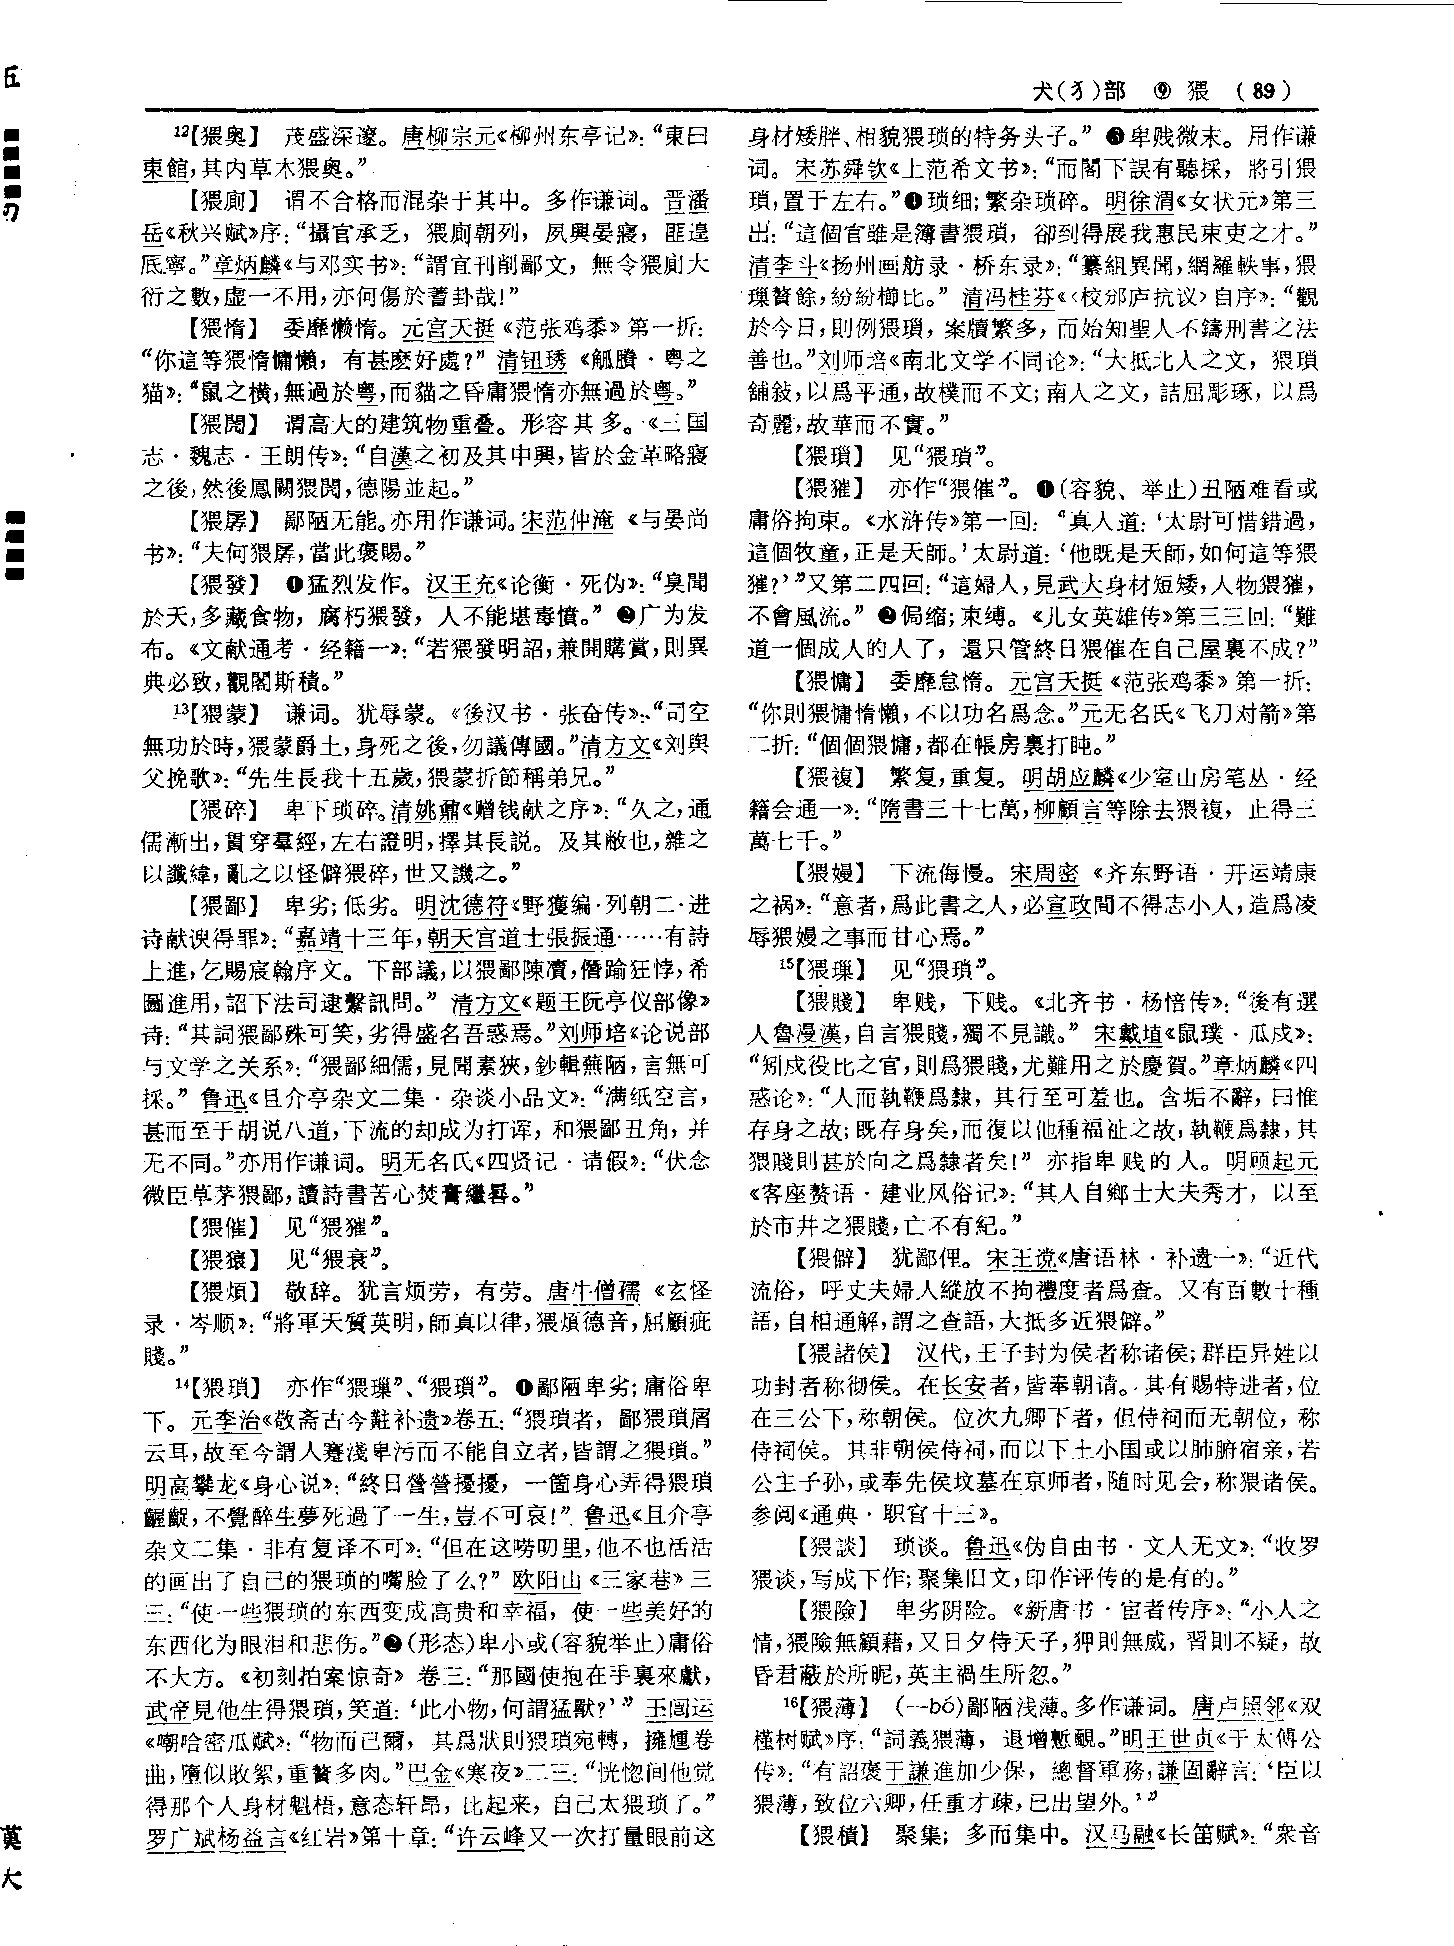 犬(犭)部 ⑨ 猥 (89)
12【猥奥】 茂盛深邃。唐柳宗元《柳州东亭记》:“東曰
東館,其内草木猥奥。”
【猥廁】 谓不合格而混杂于其中。多作谦词。晋潘
岳《秋兴赋》序:“攝官承乏,猥廁朝列,夙興晏寢,匪遑
厎寧。”章炳麟《与邓实书》:“謂宜刊削鄙文,無令猥廁大
衍之數,虚一不用,亦何傷於蓍卦哉!”
【猥惰】 委靡懒惰。元宫天挺《范张鸡黍》第一折:
“你這等猥惰慵懶,有甚麽好處?”清钮琇《觚賸·粤之
猫》:“鼠之横,無過於粤,而貓之昏庸猥惰亦無過於粤。”
【猥閌】 谓高大的建筑物重叠。形容其多。《三国
志·魏志·王朗传》:“自漢之初及其中興,皆於金革略寢
之後,然後鳳闕猥閌,德陽並起。”
【猥孱】 鄙陋无能。亦用作谦词。宋范仲淹《与晏尚
书》:“夫何猥孱,當此褒賜。”
【猥發】 ❶猛烈发作。汉王充《论衡·死伪》:“臭聞
於天,多藏食物,腐朽猥發,人不能堪毒憤。”❷广为发
布。《文献通考·经籍一》:“若猥發明詔,兼開購賞,則異
典必致,觀閣斯積。”
13【猥蒙】 谦词。犹辱蒙。《後汉书·张奋传》:“司空
無功於時,猥蒙爵土,身死之後,勿議傳國。”清方文《刘舆
父挽歌》:“先生長我十五歲,猥蒙折節稱弟兄。”
【猥碎】 卑下琐碎。清姚鼐《赠钱献之序》:“久之,通
儒漸出,貫穿羣經,左右證明,擇其長説。及其敝也,雜之
以讖緯,亂之以怪僻猥碎,世又譏之。”
【猥鄙】 卑劣;低劣。明沈德符《野獲编·列朝二·进
诗献谀得罪》:“嘉靖十三年,朝天宫道士張振通……有詩
上進,乞賜宸翰序文。下部議,以猥鄙陳瀆,僭踰狂悖,希
圖進用,詔下法司逮繫訊問。”清方文《题王阮亭仪部像》
诗:“其詞猥鄙殊可笑,劣得盛名吾惑焉。”刘师培《论说部
与文学之关系》:“猥鄙細儒,見聞素狹,鈔輯蕪陋,言無可
採。”鲁迅《且介亭杂文二集·杂谈小品文》:“满纸空言,
甚而至于胡说八道,下流的却成为打诨,和猥鄙丑角,并
无不同。”亦用作谦词。明无名氏《四贤记·请假》:“伏念
微臣草茅猥鄙,讀詩書苦心焚膏繼晷。”
【猥催】 见“猥獕”。
【猥猿】 见“猥衰”。
【猥煩】 敬辞。犹言烦劳,有劳。唐牛僧孺《玄怪
录·岑顺》:“將軍天質英明,師真以律,猥煩德音,屈顧疵
賤。”
14【猥瑣】 亦作“猥璅”、“猥瑣”。❶鄙陋卑劣;庸俗卑
下。元李治《敬斋古今黈补遗》卷五:“猥瑣者,鄙猥瑣屑
云耳,故至今謂人蹇淺卑污而不能自立者,皆謂之猥瑣。”
明高攀龙《身心说》:“終日營營擾擾,一箇身心弄得猥瑣
齷齪,不覺醉生夢死過了一生,豈不可哀!”鲁迅《且介亭
杂文二集·非有复译不可》:“但在这唠叨里,他不也活活
的画出了自己的猥琐的嘴脸了么?”欧阳山《三家巷》三
三:“使一些猥琐的东西变成高贵和幸福,使一些美好的
东西化为眼泪和悲伤。”❷(形态)卑小或(容貌举止)庸俗
不大方。《初刻拍案惊奇》卷三:“那國使抱在手裏來獻,
武帝見他生得猥瑣,笑道:‘此小物,何謂猛獸?’”王闿运
《嘲哈密瓜赋》:“物而已爾,其爲狀則猥瑣宛轉,擁腫卷
曲,墮似敗絮,重贅多肉。”巴金《寒夜》二三:“恍惚间他觉
得那个人身材魁梧,意态轩昂,比起来,自己太猥琐了。”
罗广斌杨益言《红岩》第十章:“许云峰又一次打量眼前这
身材矮胖、相貌猥琐的特务头子。”❸卑贱微末。用作谦
词。宋苏舜钦《上范希文书》:“而閣下誤有聽採,將引猥
瑣,置于左右。”❹琐细;繁杂琐碎。明徐渭《女状元》第三
出:“這個官雖是簿書猥瑣,卻到得展我惠民束吏之才。”
清李斗《扬州画舫录·桥东录》:“纂組異聞,網羅軼事,猥
璅贅餘,紛紛櫛比。”清冯桂芬《〈校邠庐抗议〉自序》:“觀
於今日,則例猥瑣,案牘繁多,而始知聖人不鑄刑書之法
善也。”刘师培《南北文学不同论》:“大抵北人之文,猥瑣
舖敍,以爲平通,故樸而不文;南人之文,詰屈彫琢,以爲
奇麗,故華而不實。”
【猥瑣】 见“猥瑣”。
【猥獕】 亦作“猥催”。❶(容貌、举止)丑陋难看或
庸俗拘束。《水浒传》第一回:“真人道:‘太尉可惜錯過,
這個牧童,正是天師。’太尉道:‘他既是天師,如何這等猥
獕?’”又第二四回:“這婦人,見武大身材短矮,人物猥獕,
不會風流。”❷侷缩;束缚。《儿女英雄传》第三三回:“難
道一個成人的人了,還只管終日猥催在自己屋裏不成?”
【猥慵】 委靡怠惰。元宫天挺《范张鸡黍》第一折:
“你則猥慵惰懶,不以功名爲念。”元无名氏《飞刀对箭》第
二折:“個個猥慵,都在帳房裏打盹。”
【猥複】 繁复,重复。明胡应麟《少室山房笔丛·经
籍会通一》:“隋書三十七萬,柳顧言等除去猥複,止得三
萬七千。”
【猥嫚】 下流侮慢。宋周密《齐东野语·开运靖康
之祸》:“意者,爲此書之人,必宣政間不得志小人,造爲凌
辱猥嫚之事而甘心焉。”
15【猥璅】 见“猥琐”。
【猥賤】 卑贱,下贱。《北齐书·杨愔传》:“後有選
人魯漫漢,自言猥賤,獨不見識。”宋戴埴《鼠璞·瓜戍》:
“矧戍役比之官,則爲猥賤,尤難用之於慶賀。”章炳麟《四
惑论》:“人而執鞭爲隸,其行至可羞也。含垢不辭,曰惟
存身之故;既存身矣,而復以他種福祉之故,執鞭爲隸,其
猥賤則甚於向之爲隸者矣!”亦指卑贱的人。明顾起元
《客座赘语·建业风俗记》:“其人自鄉士大夫秀才,以至
於市井之猥賤,亡不有紀。”
【猥僻】 犹鄙俚。宋王谠《唐语林·补遗一》:“近代
流俗,呼丈夫婦人縱放不拘禮度者爲查。又有百數十種
語,自相通解,謂之查語,大抵多近猥僻。”
【猥諸侯】 汉代,王子封为侯者称诸侯;群臣异姓以
功封者称彻侯。在长安者,皆奉朝请。其有赐特进者,位
在三公下,称朝侯。位次九卿下者,但侍祠而无朝位,称
侍祠侯。其非朝侯侍祠,而以下土小国或以肺腑宿亲,若
公主子孙,或奉先侯坟墓在京师者,随时见会,称猥诸侯。
参阅《通典·职官十三》。
【猥談】 琐谈。鲁迅《伪自由书·文人无文》:“收罗
猥谈,写成下作;聚集旧文,印作评传的是有的。”
【猥險】 卑劣阴险。《新唐书·宦者传序》:“小人之
情,猥險無顧藉,又日夕侍天子,狎則無威,習則不疑,故
昏君蔽於所昵,英主禍生所忽。”
16【猥薄】 (—bó)鄙陋浅薄。多作谦词。唐卢照邻《双
槿树赋》序:“詞義猥薄,退增慙靦。”明王世贞《于太傅公
传》:“有詔褒于謙進加少保,總督軍務,謙固辭言:‘臣以
猥薄,致位六卿,任重才疎,已出望外。’”
【猥積】 聚集;多而集中。汉马融《长笛赋》:“衆音